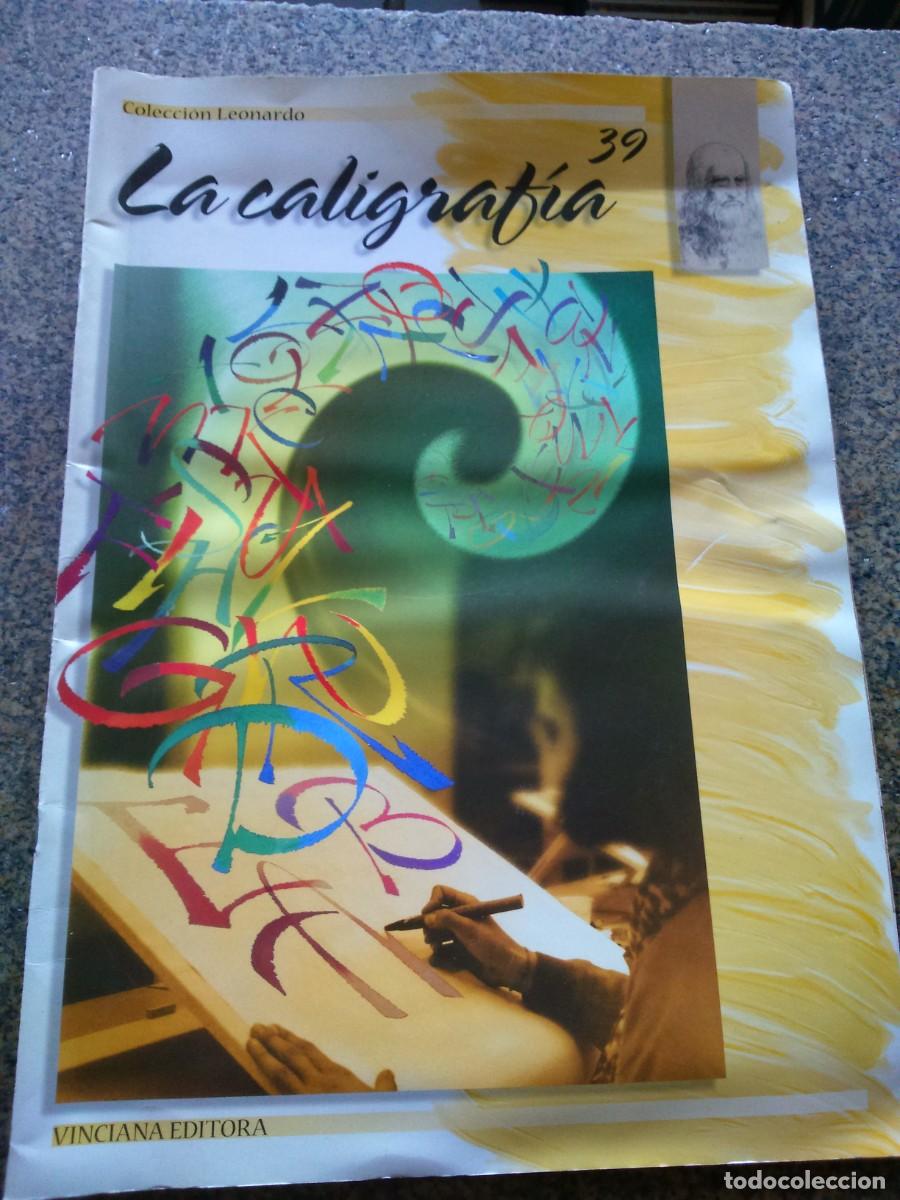 Colección Leonardo
39
La caligrafía
VINCIANA EDITORA
todocoleccion